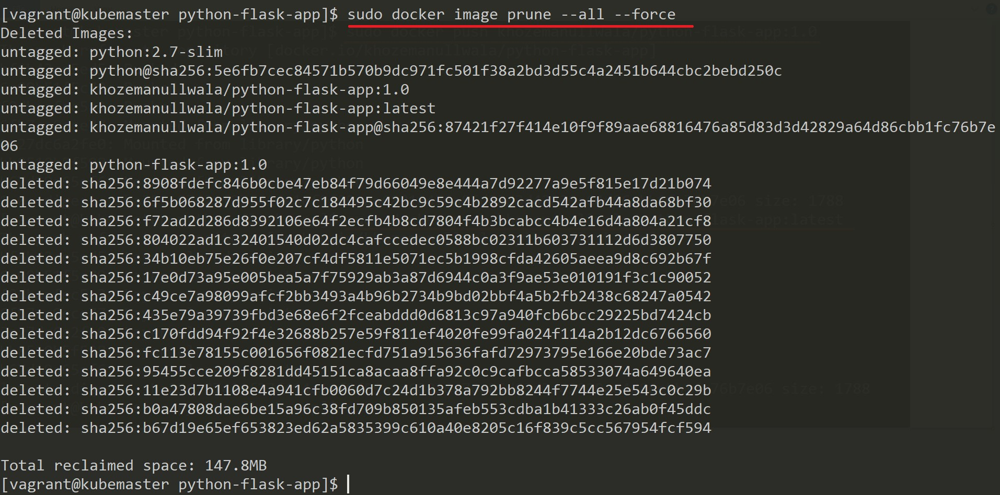 [vagrant@kubemaster python-flask-app]$ sudo docker image prune --all --force
Deleted Images:
untagged: python:2.7-slim
untagged: python@sha256:5e6fb7cec84571b570b9dc971fc501f38a2bd3d55c4a2451b644cbc2bebd250c
untagged: khozemanullwala/python-flask-app:1.0
untagged: khozemanullwala/python-flask-app:latest
untagged: khozemanullwala/python-flask-app@sha256:87421f27f414e10f9f89aae68816476a85d83d3d42829a64d86cbb1fc76b7e
06
untagged: python-flask-app:1.0
deleted: sha256:8908fdefc846b0cbe47eb84f79d66049e8e444a7d92277a9e5f815e17d21b074
deleted: sha256:6f5b068287d955f02c7c184495c42bc9c59c4b2892cacd542afb44a8da68bf30
deleted: sha256:f72ad2d286d8392106e64f2ecfb4b8cd7804f4b3bcabcc4b4e16d4a804a21cf8
deleted: sha256:804022ad1c32401540d02dc4cafccedec0588bc02311b603731112d6d3807750
deleted: sha256:34b10eb75e26f0e207cf4df5811e5071ec5b1998cfda42605aeea9d8c692b67f
deleted: sha256:17e0d73a95e005bea5a7f75929ab3a87d6944c0a3f9ae53e010191f3c1c90052
deleted: sha256:c49ce7a98099afcf2bb3493a4b96b2734b9bd02bbf4a5b2fb2438c68247a0542
deleted: sha256:435e79a39739fbd3e68e6f2fceabddd0d6813c97a940fcb6bcc29225bd7424cb
deleted: sha256:c170fdd94f92f4e32688b257e59f811ef4020fe99fa024f114a2b12dc6766560
deleted: sha256:fc113e78155c001656f0821ecfd751a915636fafd72973795e166e20bde73ac7
deleted: sha256:95455cce209f8281dd45151ca8acaa8ffa92c0c9cafbcca58533074a649640ea
deleted: sha256:11e23d7b1108e4a941cfb0060d7c24d1b378a792bb8244f7744e25e543c0c29b
deleted: sha256:b0a47808dae6be15a96c38fd709b850135afeb553cdba1b41333c26ab0f45ddc
deleted: sha256:b67d19e65ef653823ed62a5835399c610a40e8205c16f839c5cc567954fcf594
Total reclaimed space: 147.8MB
[vagrant@kubemaster python-flask-app]$